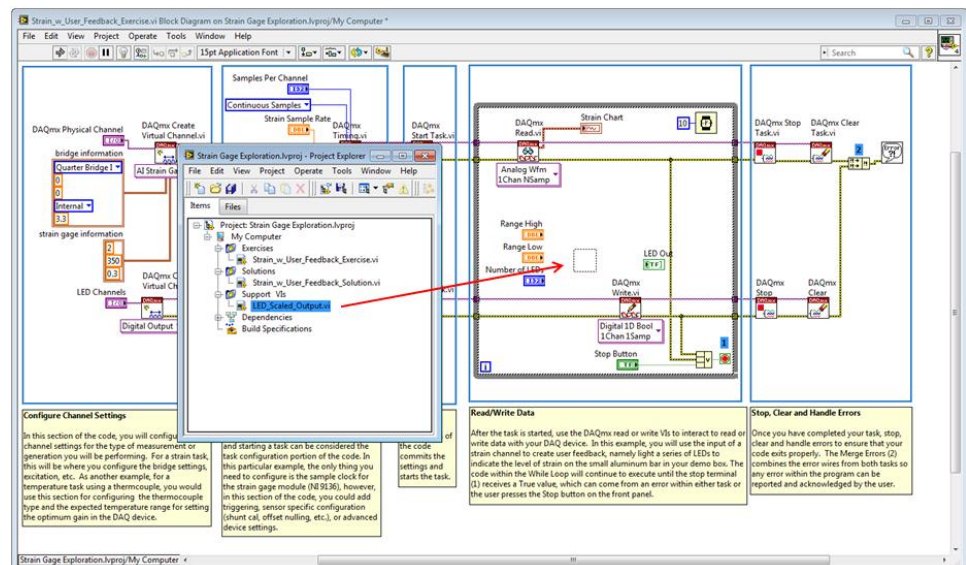 Strain_w_User_Feedback_Exercise.vi Block Diagram on Strain Gage Exploration.lvproj/My Computer *
File Edit View Project Operate Tools Window Help
15pt Application Font
Search
Samples Per Channel
Continuous Samples
Strain Sample Rate
DAQmx Physical Channel
DAQmx Create
Virtual Channel.vi
DAQmx
Timing.vi
DAQmx
Start Task.vi
bridge information
Quarter Bridge I
0
0
Internal
3.3
AI Strain Ga
strain gage information
2
350
0.3
DAQmx C
Virtual Ch
LED Channels
Digital Output
Strain Gage Exploration.lvproj - Project Explorer
File Edit View Project Operate Tools Window Help
Items Files
Project: Strain Gage Exploration.lvproj
My Computer
Exercises
Strain_w_User_Feedback_Exercise.vi
Solutions
Strain_w_User_Feedback_Solution.vi
Support VIs
LED_Scaled_Output.vi
Dependencies
Build Specifications
k.vi
DAQmx
Read.vi
Strain Chart
10
Analog Wfm
1Chan NSamp
Range High
Range Low
Number of LEDs
LED Out
TF
DAQmx
Write.vi
Digital 1D Bool
1Chan 1Samp
Stop Button
TF
1
i
DAQmx Stop
Task.vi
DAQmx Clear
Task.vi
2
DAQmx
Stop
DAQmx
Clear
Configure Channel Settings
In this section of the code, you will configu
channel settings for the type of measurement or
generation you will be performing. For a strain task,
this will be where you configure the bridge settings,
excitation, etc. As another example, for a
temperature task using a thermocouple, you would
use this section for configuring the thermocouple
type and the expected temperature range for setting
the optimum gain in the DAQ device.
and starting a task can be considered the
task configuration portion of the code. In
this particular example, the only thing you
need to configure is the sample clock for
the strain gage module (NI 9136), however,
in this section of the code, you could add
triggering, sensor specific configuration
(shunt cal, offset nulling, etc.), or advanced
device settings.
of
the code
commits the
settings and
starts the task.
Read/Write Data
After the task is started, use the DAQmx read or write VIs to interact to read or
write data with your DAQ device. In this example, you will use the input of a
strain channel to create user feedback, namely light a series of LEDs to
indicate the level of strain on the small aluminum bar in your demo box. The
code within the While Loop will continue to execute until the stop terminal
(1) receives a True value, which can come from an error within either task or
the user presses the Stop button on the front panel.
Stop, Clear and Handle Errors
Once you have completed your task, stop,
clear and handle errors to ensure that your
code exits properly. The Merge Errors (2)
combines the error wires from both tasks so
any error within the program can be
reported and acknowledged by the user.
Strain Gage Exploration.lvproj/My Computer